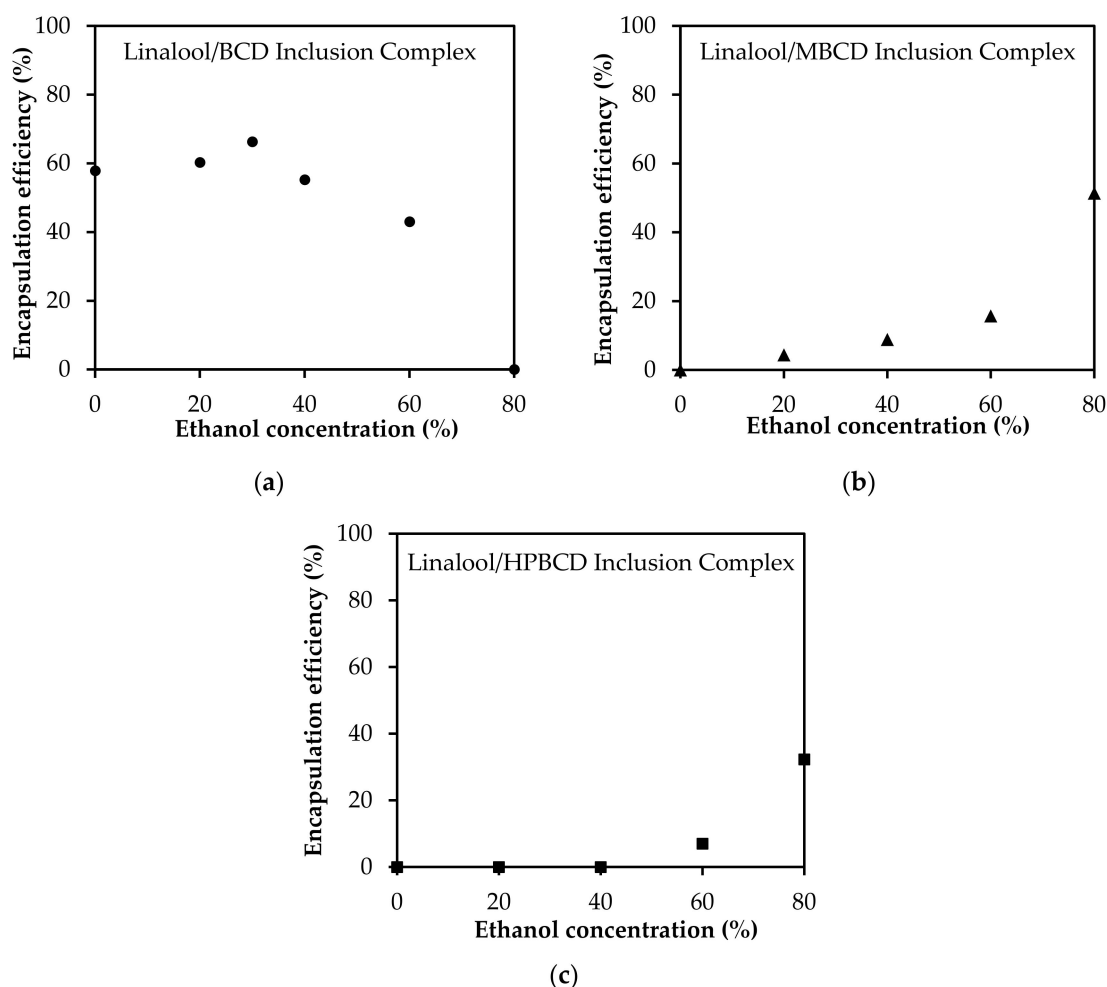 Linalool/BCD Inclusion Complex
Encapsulation efficiency (%)
100
80
60
40
20
0
0 20 40 60 80
Ethanol concentration (%)
(a)
Linalool/MBCD Inclusion Complex
Encapsulation efficiency (%)
100
80
60
40
20
0
0 20 40 60 80
Ethanol concentration (%)
(b)
Linalool/HPBCD Inclusion Complex
Encapsulation efficiency (%)
100
80
60
40
20
0
0 20 40 60 80
Ethanol concentration (%)
(c)